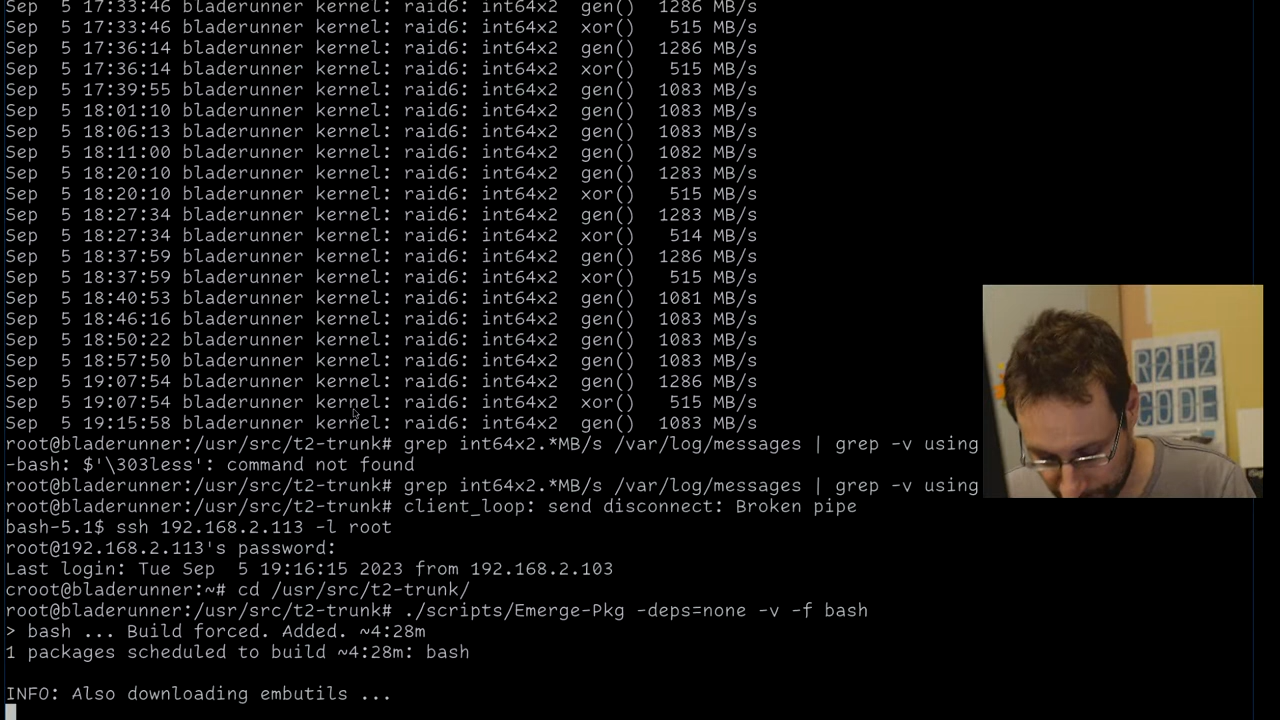 Sep  5 17:33:46 bladerunner kernel: raid6: int64x2  gen()  1286 MB/s
Sep  5 17:33:46 bladerunner kernel: raid6: int64x2  xor()   515 MB/s
Sep  5 17:36:14 bladerunner kernel: raid6: int64x2  gen()  1286 MB/s
Sep  5 17:36:14 bladerunner kernel: raid6: int64x2  xor()   515 MB/s
Sep  5 17:39:55 bladerunner kernel: raid6: int64x2  gen()  1083 MB/s
Sep  5 18:01:10 bladerunner kernel: raid6: int64x2  gen()  1083 MB/s
Sep  5 18:06:13 bladerunner kernel: raid6: int64x2  gen()  1083 MB/s
Sep  5 18:11:00 bladerunner kernel: raid6: int64x2  gen()  1082 MB/s
Sep  5 18:20:10 bladerunner kernel: raid6: int64x2  gen()  1283 MB/s
Sep  5 18:20:10 bladerunner kernel: raid6: int64x2  xor()   515 MB/s
Sep  5 18:27:34 bladerunner kernel: raid6: int64x2  gen()  1283 MB/s
Sep  5 18:27:34 bladerunner kernel: raid6: int64x2  xor()   514 MB/s
Sep  5 18:37:59 bladerunner kernel: raid6: int64x2  gen()  1286 MB/s
Sep  5 18:37:59 bladerunner kernel: raid6: int64x2  xor()   515 MB/s
Sep  5 18:40:53 bladerunner kernel: raid6: int64x2  gen()  1081 MB/s
Sep  5 18:46:16 bladerunner kernel: raid6: int64x2  gen()  1083 MB/s
Sep  5 18:50:22 bladerunner kernel: raid6: int64x2  gen()  1083 MB/s
Sep  5 18:57:50 bladerunner kernel: raid6: int64x2  gen()  1083 MB/s
Sep  5 19:07:54 bladerunner kernel: raid6: int64x2  gen()  1286 MB/s
Sep  5 19:07:54 bladerunner kernel: raid6: int64x2  xor()   515 MB/s
Sep  5 19:15:58 bladerunner kernel: raid6: int64x2  gen()  1083 MB/s
root@bladerunner:/usr/src/t2-trunk# grep int64x2.*MB/s /var/log/messages | grep -v using
-bash: $'\303less': command not found
root@bladerunner:/usr/src/t2-trunk# grep int64x2.*MB/s /var/log/messages | grep -v using
root@bladerunner:/usr/src/t2-trunk# client_loop: send disconnect: Broken pipe
bash-5.1$ ssh 192.168.2.113 -l root
root@192.168.2.113's password:
Last login: Tue Sep  5 19:16:15 2023 from 192.168.2.103
croot@bladerunner:~# cd /usr/src/t2-trunk/
root@bladerunner:/usr/src/t2-trunk# ./scripts/Emerge-Pkg -deps=none -v -f bash
> bash ... Build forced. Added. ~4:28m
1 packages scheduled to build ~4:28m: bash
INFO: Also downloading embutils ...
R2T2
CODE